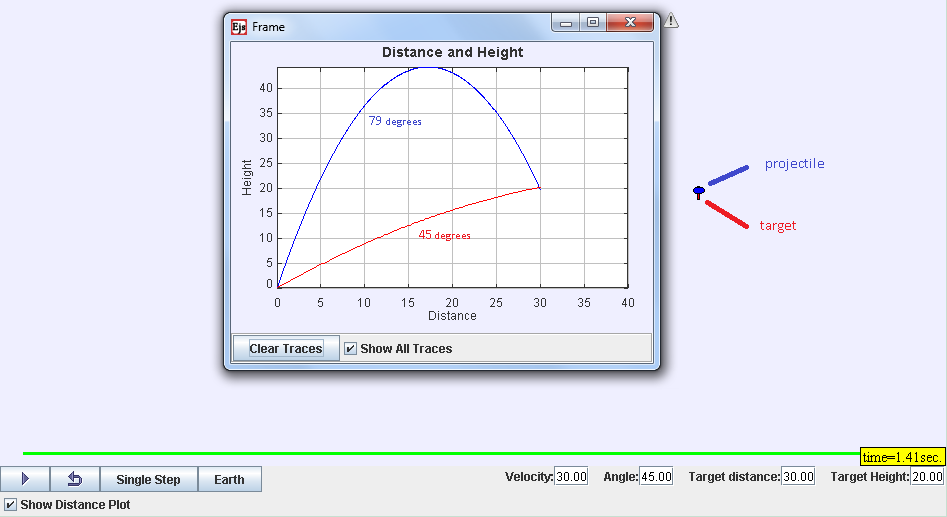 Ejs Frame
Distance and Height
40
35
30
25
20
15
10
5
0
Height
79 degrees
45 degrees
0 5 10 15 20 25 30 35 40
Distance
Clear Traces Show All Traces
projectile
target
time=1.41sec.
Single Step Earth Velocity: 30.00 Angle: 45.00 Target distance: 30.00 Target Height: 20.00
Show Distance Plot